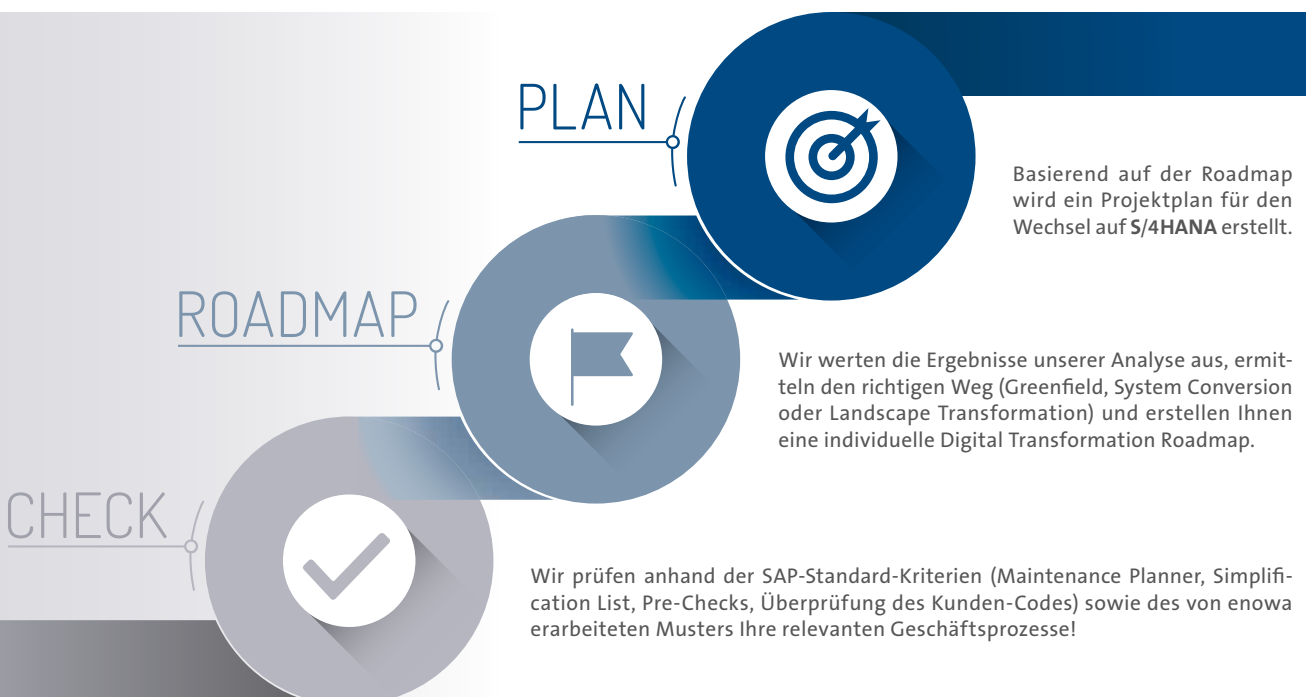 PLAN
Basierend auf der Roadmap
wird ein Projektplan für den
Wechsel auf S/4HANA erstellt.
ROADMAP
Wir werten die Ergebnisse unserer Analyse aus, ermit-
teln den richtigen Weg (Greenfield, System Conversion
oder Landscape Transformation) und erstellen Ihnen
eine individuelle Digital Transformation Roadmap.
CHECK
Wir prüfen anhand der SAP-Standard-Kriterien (Maintenance Planner, Simplifi-
cation List, Pre-Checks, Überprüfung des Kunden-Codes) sowie des von enowa
erarbeiteten Musters Ihre relevanten Geschäftsprozesse!